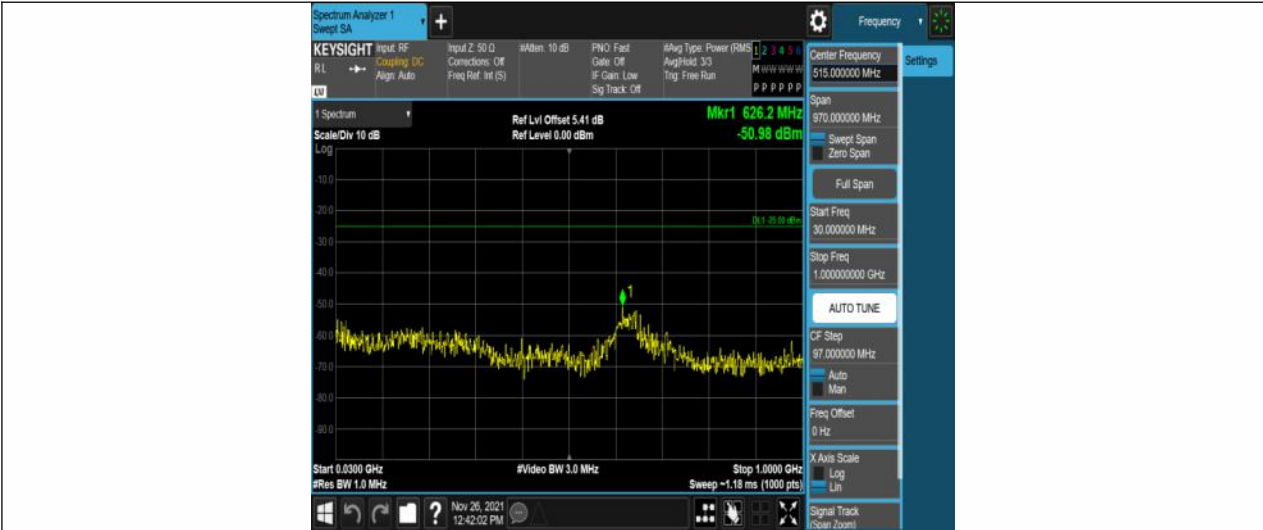 Spectrum Analyzer 1
Swept SA
Frequency
KEYSIGHT
RL
Input: RF
Coupling: DC
Align: Auto
Input Z: 50 Ω
Corrections: Off
Freq Ref: Int (S)
#Atten: 10 dB
PNO: Fast
Gate: Off
IF Gain: Low
Sig Track: Off
#Avg Type: Power (RMS
Avg|Hold: 3/3
Trig: Free Run
1 2 3 4 5 6
M W W W W W
P P P P P P
1 Spectrum
Scale/Div 10 dB
Ref Lvl Offset 5.41 dB
Ref Level 0.00 dBm
Mkr1 626.2 MHz
-50.98 dBm
Log
-10.0
-20.0
DL1 -25.00 dBm
-30.0
-40.0
-50.0
1
-60.0
-70.0
-80.0
-90.0
Start 0.0300 GHz
#Res BW 1.0 MHz
#Video BW 3.0 MHz
Stop 1.0000 GHz
Sweep ~1.18 ms (1000 pts)
Nov 26, 2021
12:42:02 PM
Center Frequency
515.000000 MHz
Settings
Span
970.000000 MHz
Swept Span
Zero Span
Full Span
Start Freq
30.000000 MHz
Stop Freq
1.000000000 GHz
AUTO TUNE
CF Step
97.000000 MHz
Auto
Man
Freq Offset
0 Hz
X Axis Scale
Log
Lin
Signal Track
(Span Zoom)